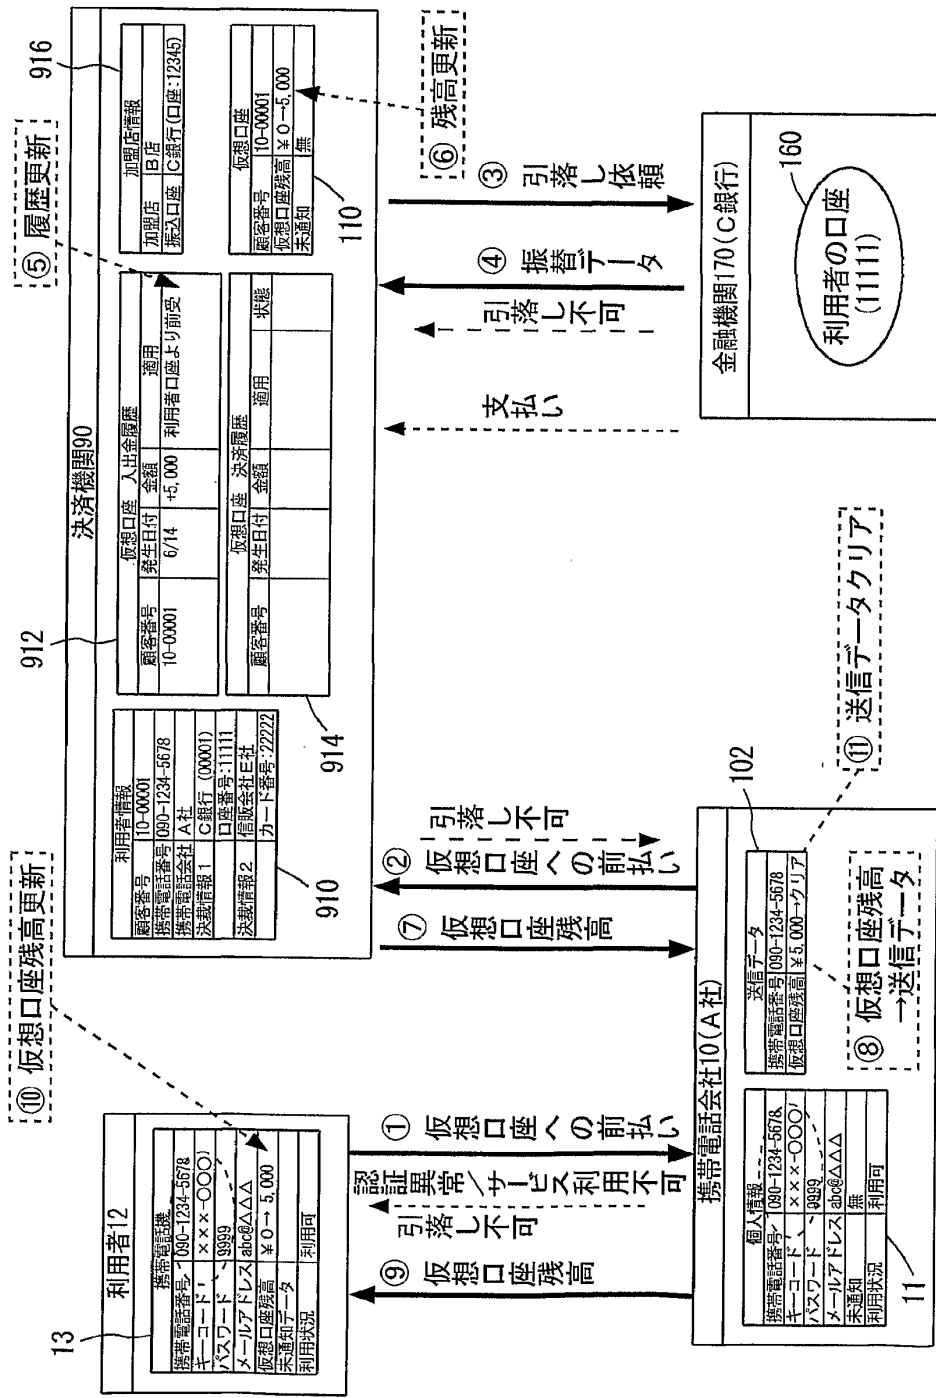 利用者12
13
携帯電話機
携帯電話番号 090-1234-5678
キーコード ×××-○○○
パスワード 9999
メールアドレス abc@△△△
仮想口座残高 ¥0→5,000
未通知データ
利用状況 利用可
⑩ 仮想口座残高更新
決済機関90
利用者情報
顧客番号 10-00001
携帯電話番号 090-1234-5678
携帯電話会社 A社
決裁情報1 C銀行 (00001)
口座番号:11111
決裁情報2 信販会社E社
カード番号:22222
910
912
仮想口座 入出金履歴
顧客番号 発生日付 金額 適用
10-00001 6/14 +5,000 利用者口座より前受
914
仮想口座 決済履歴
顧客番号 発生日付 金額 適用 状態
⑤ 履歴更新
916
加盟店情報
加盟店 B店
振込口座 C銀行(口座:12345)
仮想口座
顧客番号 10-00001
仮想口座残高 ¥0→5,000
未通知 無
110
⑥ 残高更新
① 仮想口座への前払い
認証異常/サービス利用不可
引落し不可
⑨ 仮想口座残高
⑦ 仮想口座残高
② 仮想口座への前払い
引落し不可
支払い
引落し不可
④ 振替データ
③ 引落し依頼
携帯電話会社10(A社)
個人情報
携帯電話番号 090-1234-5678
キーコード ×××-○○○
パスワード 9999
メールアドレス abc@△△△
未通知 無
利用状況 利用可
11
送信データ
携帯電話番号 090-1234-5678
仮想口座残高 ¥5,000→クリア
102
⑧ 仮想口座残高
→送信データ
⑪ 送信データクリア
金融機関170(C銀行)
160
利用者の口座
(11111)